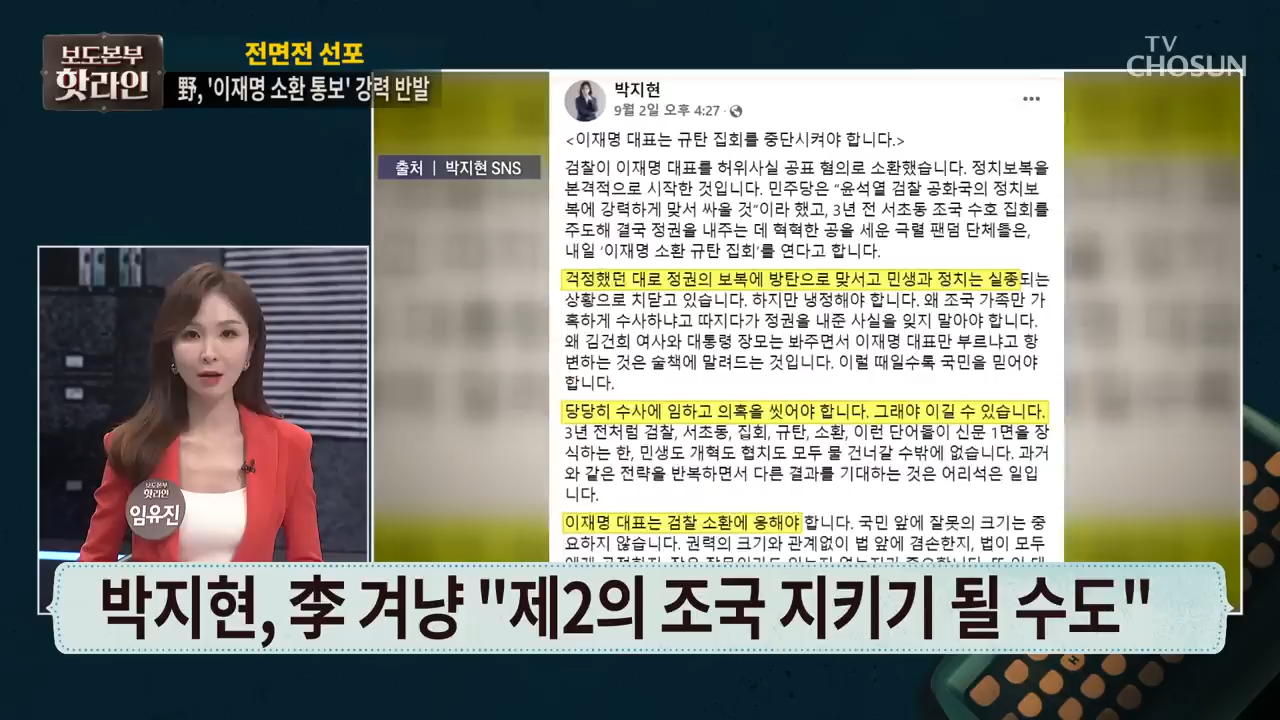 보도본부
핫라인
전면전 선포
野, '이재명 소환 통보' 강력 반발
TV
CHOSUN
출처 | 박지현 SNS
박지현
9월 2일 오후 4:27 ·
<이재명 대표는 규탄 집회를 중단시켜야 합니다.>
검찰이 이재명 대표를 허위사실 공표 혐의로 소환했습니다. 정치보복을
본격적으로 시작한 것입니다. 민주당은 “윤석열 검찰 공화국의 정치보
복에 강력하게 맞서 싸울 것”이라 했고, 3년 전 서초동 조국 수호 집회를
주도해 결국 정권을 내주는 데 혁혁한 공을 세운 극렬 팬덤 단체들은,
내일 ‘이재명 소환 규탄 집회’를 연다고 합니다.
걱정했던 대로 정권의 보복에 방탄으로 맞서고 민생과 정치는 실종되는
상황으로 치닫고 있습니다. 하지만 냉정해야 합니다. 왜 조국 가족만 가
혹하게 수사하냐고 따지다가 정권을 내준 사실을 잊지 말아야 합니다.
왜 김건희 여사와 대통령 장모는 봐주면서 이재명 대표만 부르냐고 항
변하는 것은 술책에 말려드는 것입니다. 이럴 때일수록 국민을 믿어야
합니다.
당당히 수사에 임하고 의혹을 씻어야 합니다. 그래야 이길 수 있습니다.
3년 전처럼 검찰, 서초동, 집회, 규탄, 소환, 이런 단어들이 신문 1면을 장
식하는 한, 민생도 개혁도 협치도 모두 물 건너갈 수밖에 없습니다. 과거
와 같은 전략을 반복하면서 다른 결과를 기대하는 것은 어리석은 일입
니다.
이재명 대표는 검찰 소환에 응해야 합니다. 국민 앞에 잘못의 크기는 중
요하지 않습니다. 권력의 크기와 관계없이 법 앞에 겸손한지, 법이 모두
보도본부
핫라인
임유진
박지현, 李 겨냥 "제2의 조국 지키기 될 수도"